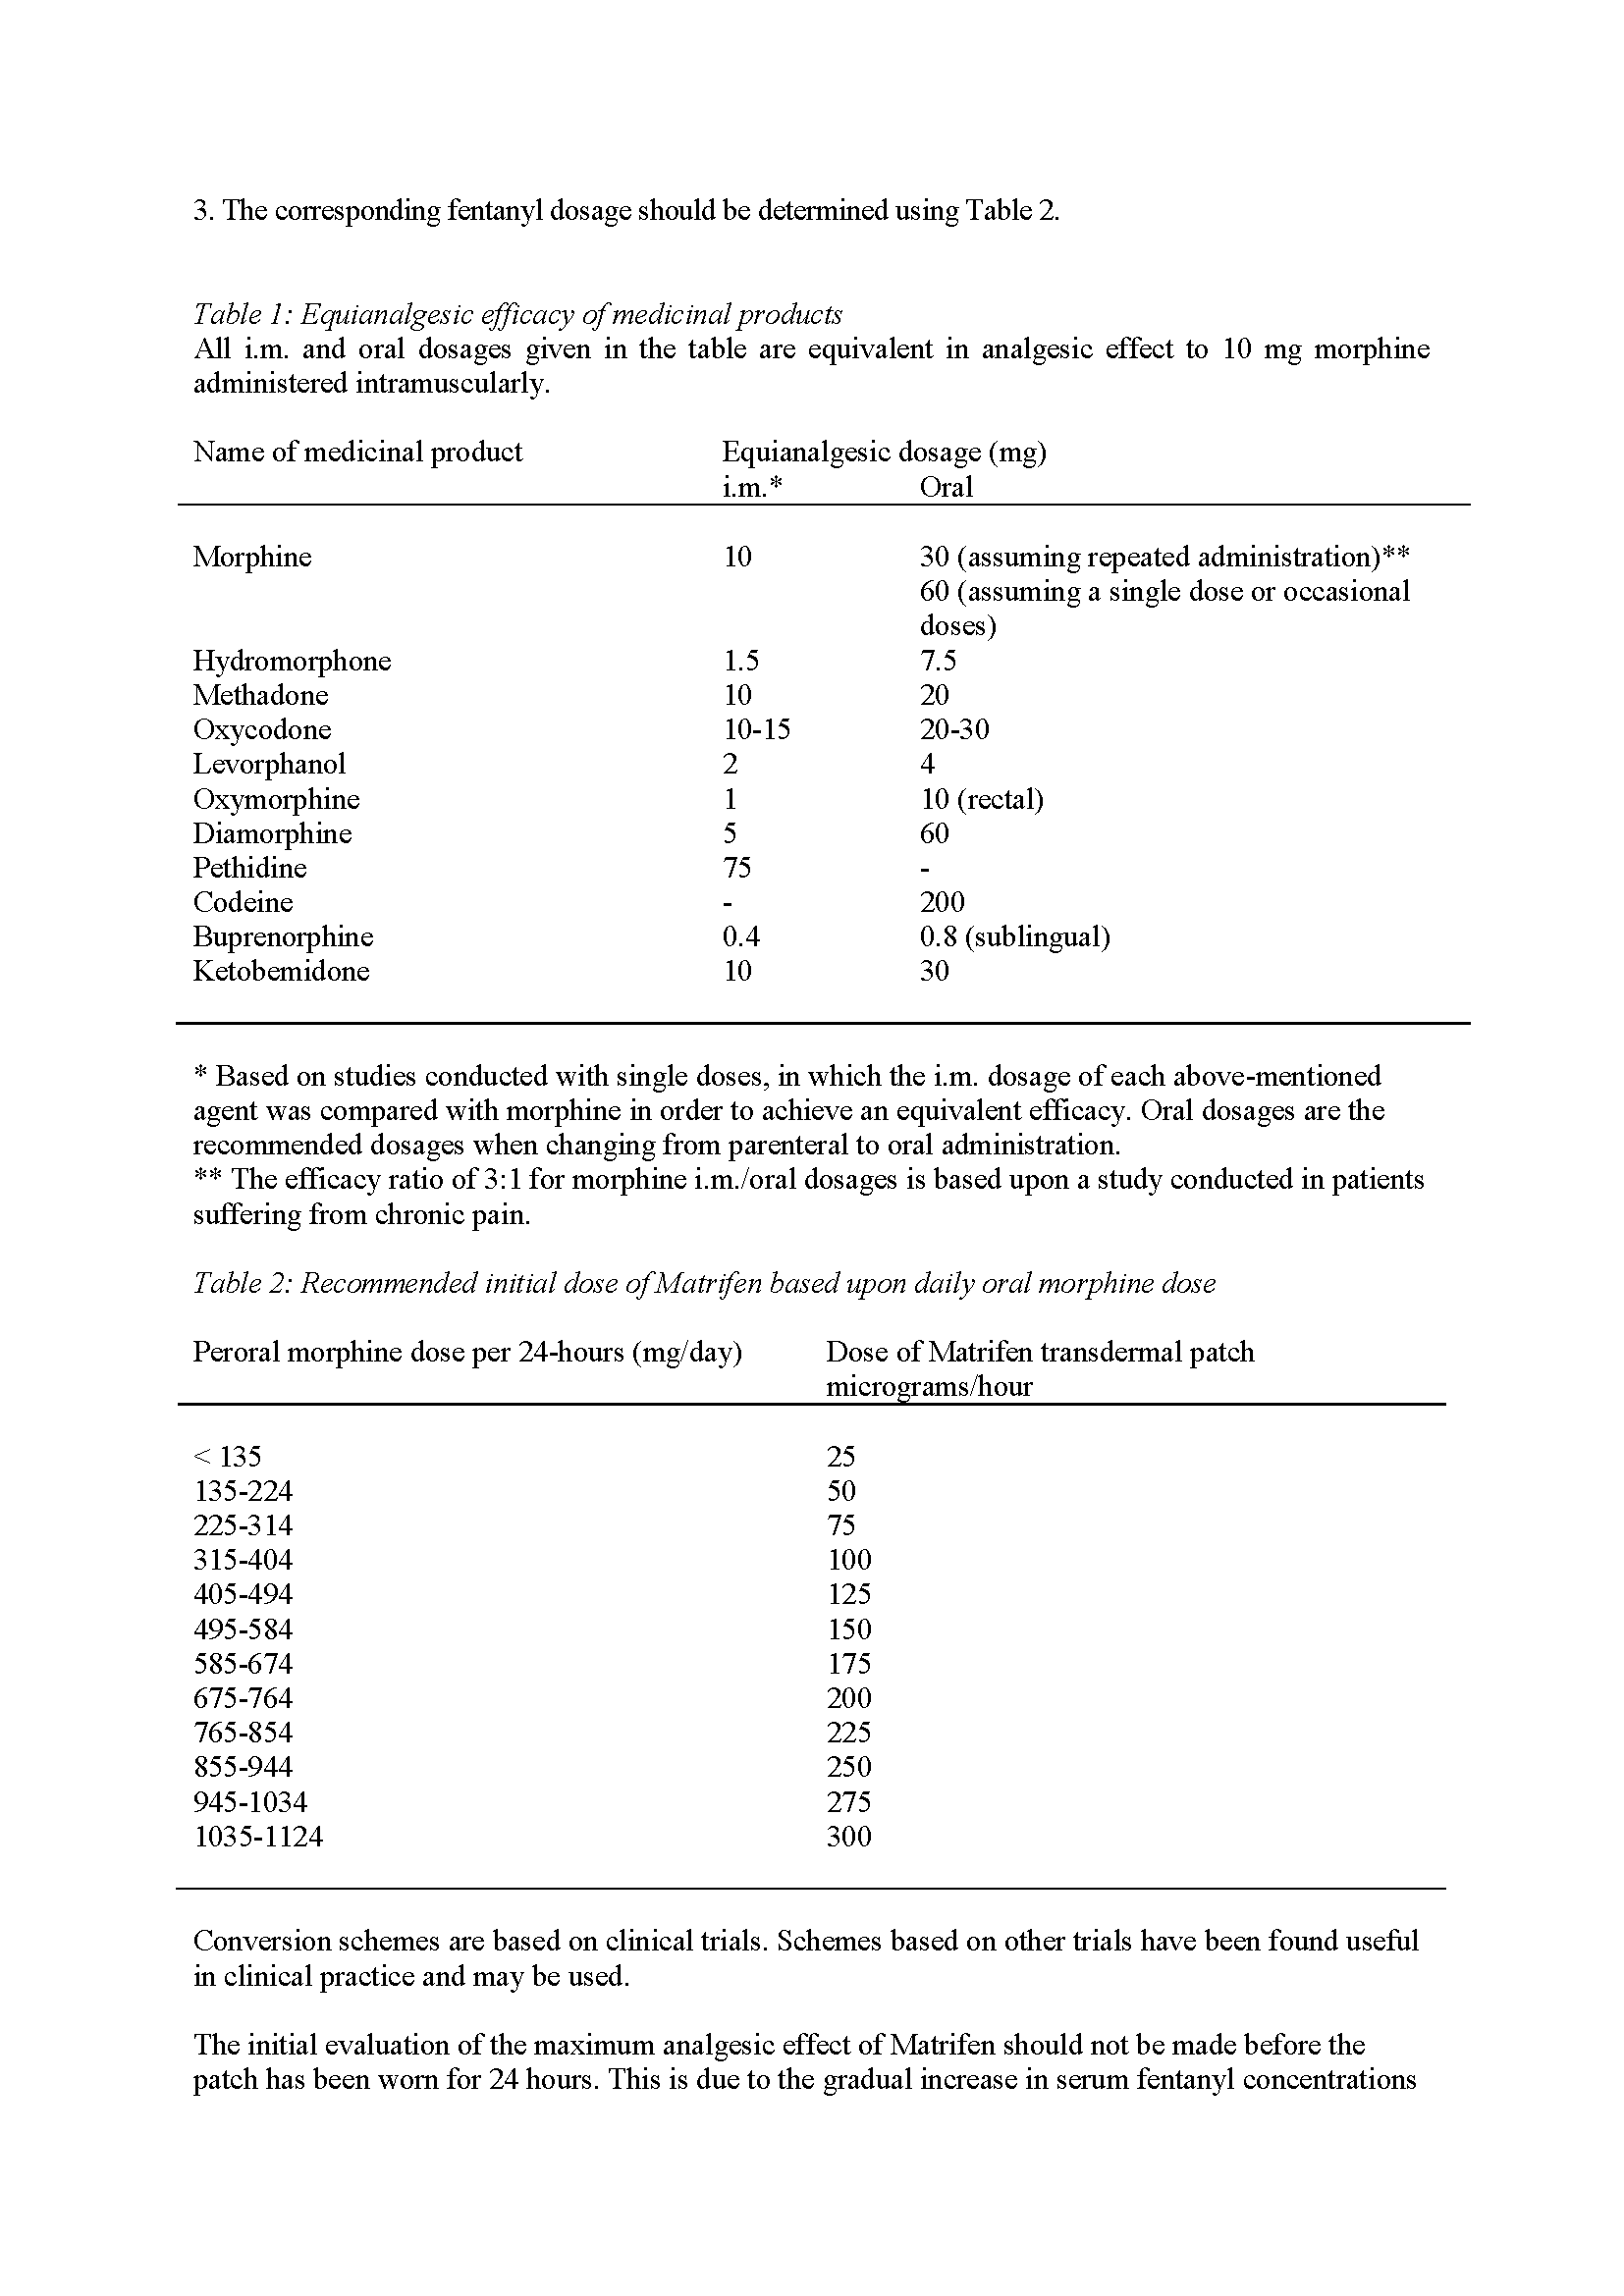 3. The corresponding fentanyl dosage should be determined using Table 2.
Table 1: Equianalgesic efficacy of medicinal products
All i.m. and oral dosages given in the table are equivalent in analgesic effect to 10 mg morphine
administered intramuscularly.
Name of medicinal product Equianalgesic dosage (mg)
i.m.* Oral
Morphine 10 30 (assuming repeated administration)**
60 (assuming a single dose or occasional
doses)
Hydromorphone 1.5 7.5
Methadone 10 20
Oxycodone 10-15 20-30
Levorphanol 2 4
Oxymorphine 1 10 (rectal)
Diamorphine 5 60
Pethidine 75 -
Codeine - 200
Buprenorphine 0.4 0.8 (sublingual)
Ketobemidone 10 30
* Based on studies conducted with single doses, in which the i.m. dosage of each above-mentioned
agent was compared with morphine in order to achieve an equivalent efficacy. Oral dosages are the
recommended dosages when changing from parenteral to oral administration.
** The efficacy ratio of 3:1 for morphine i.m./oral dosages is based upon a study conducted in patients
suffering from chronic pain.
Table 2: Recommended initial dose of Matrifen based upon daily oral morphine dose
Peroral morphine dose per 24-hours (mg/day) Dose of Matrifen transdermal patch
micrograms/hour
< 135 25
135-224 50
225-314 75
315-404 100
405-494 125
495-584 150
585-674 175
675-764 200
765-854 225
855-944 250
945-1034 275
1035-1124 300
Conversion schemes are based on clinical trials. Schemes based on other trials have been found useful
in clinical practice and may be used.
The initial evaluation of the maximum analgesic effect of Matrifen should not be made before the
patch has been worn for 24 hours. This is due to the gradual increase in serum fentanyl concentrations